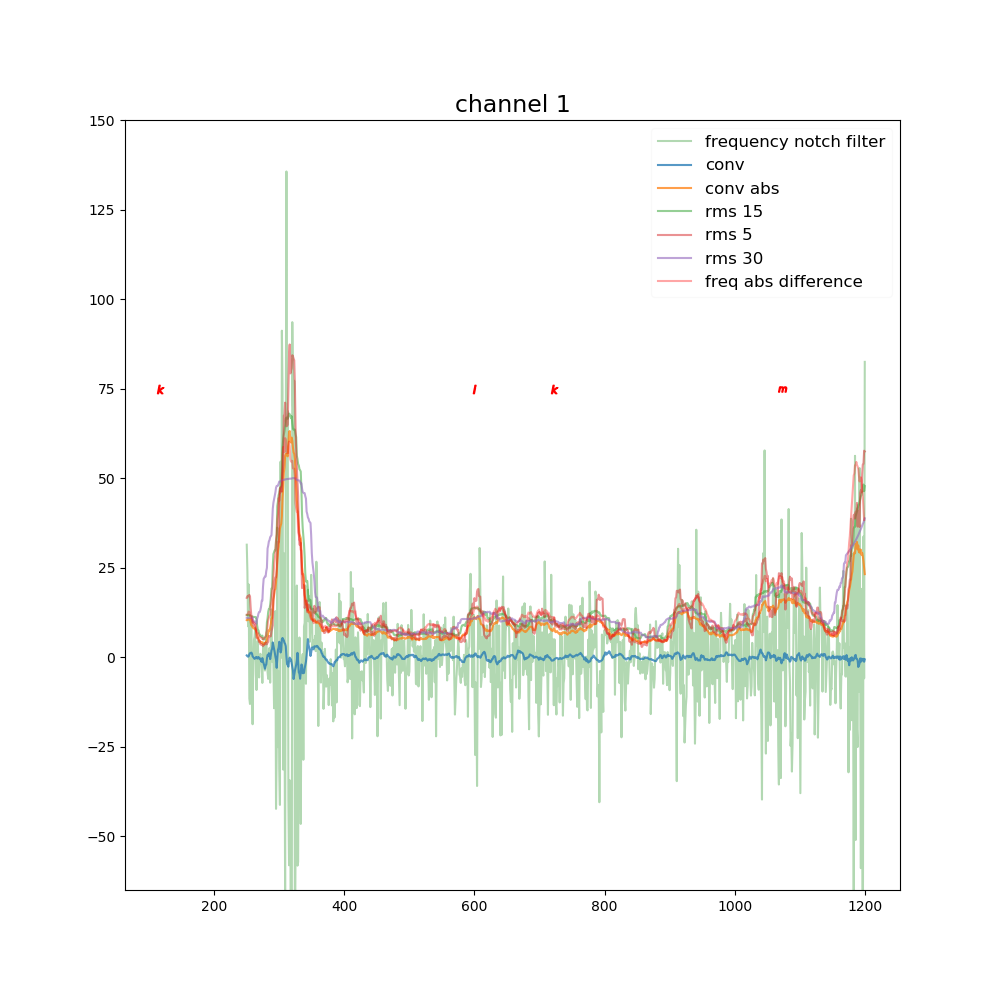 channel 1
150
125
100
75
50
25
0
−25
−50
frequency notch filter
conv
conv abs
rms 15
rms 5
rms 30
freq abs difference
k l k m
200 400 600 800 1000 1200